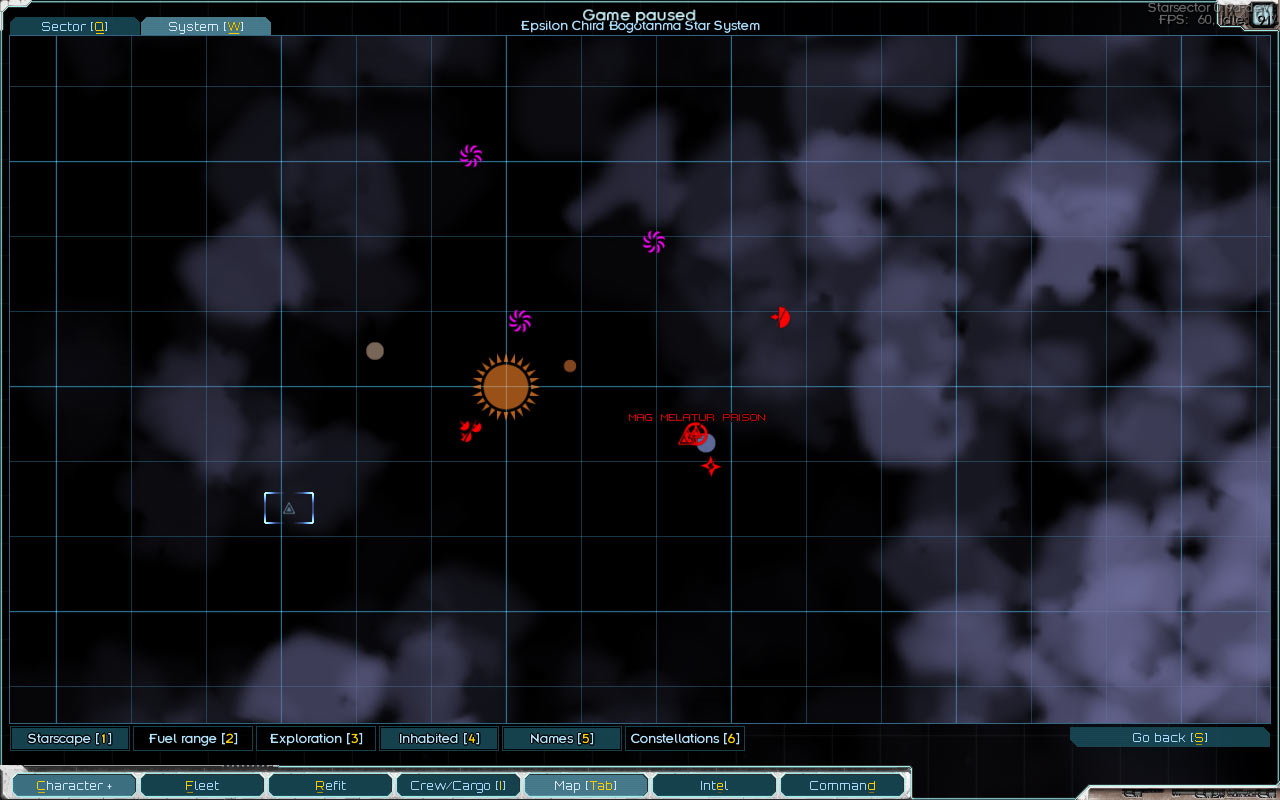 Game paused
Starsector
Sector [Q]
System [W]
Epsilon Chird Bogotanma Star System
FPS: 60, Idle:
MAG MELATUR PRISON
Starscape [1]
Fuel range [2]
Exploration [3]
Inhabited [4]
Names [5]
Constellations [6]
Go back [S]
Character +
Fleet
Refit
Crew/Cargo [I]
Map [Tab]
Intel
Command